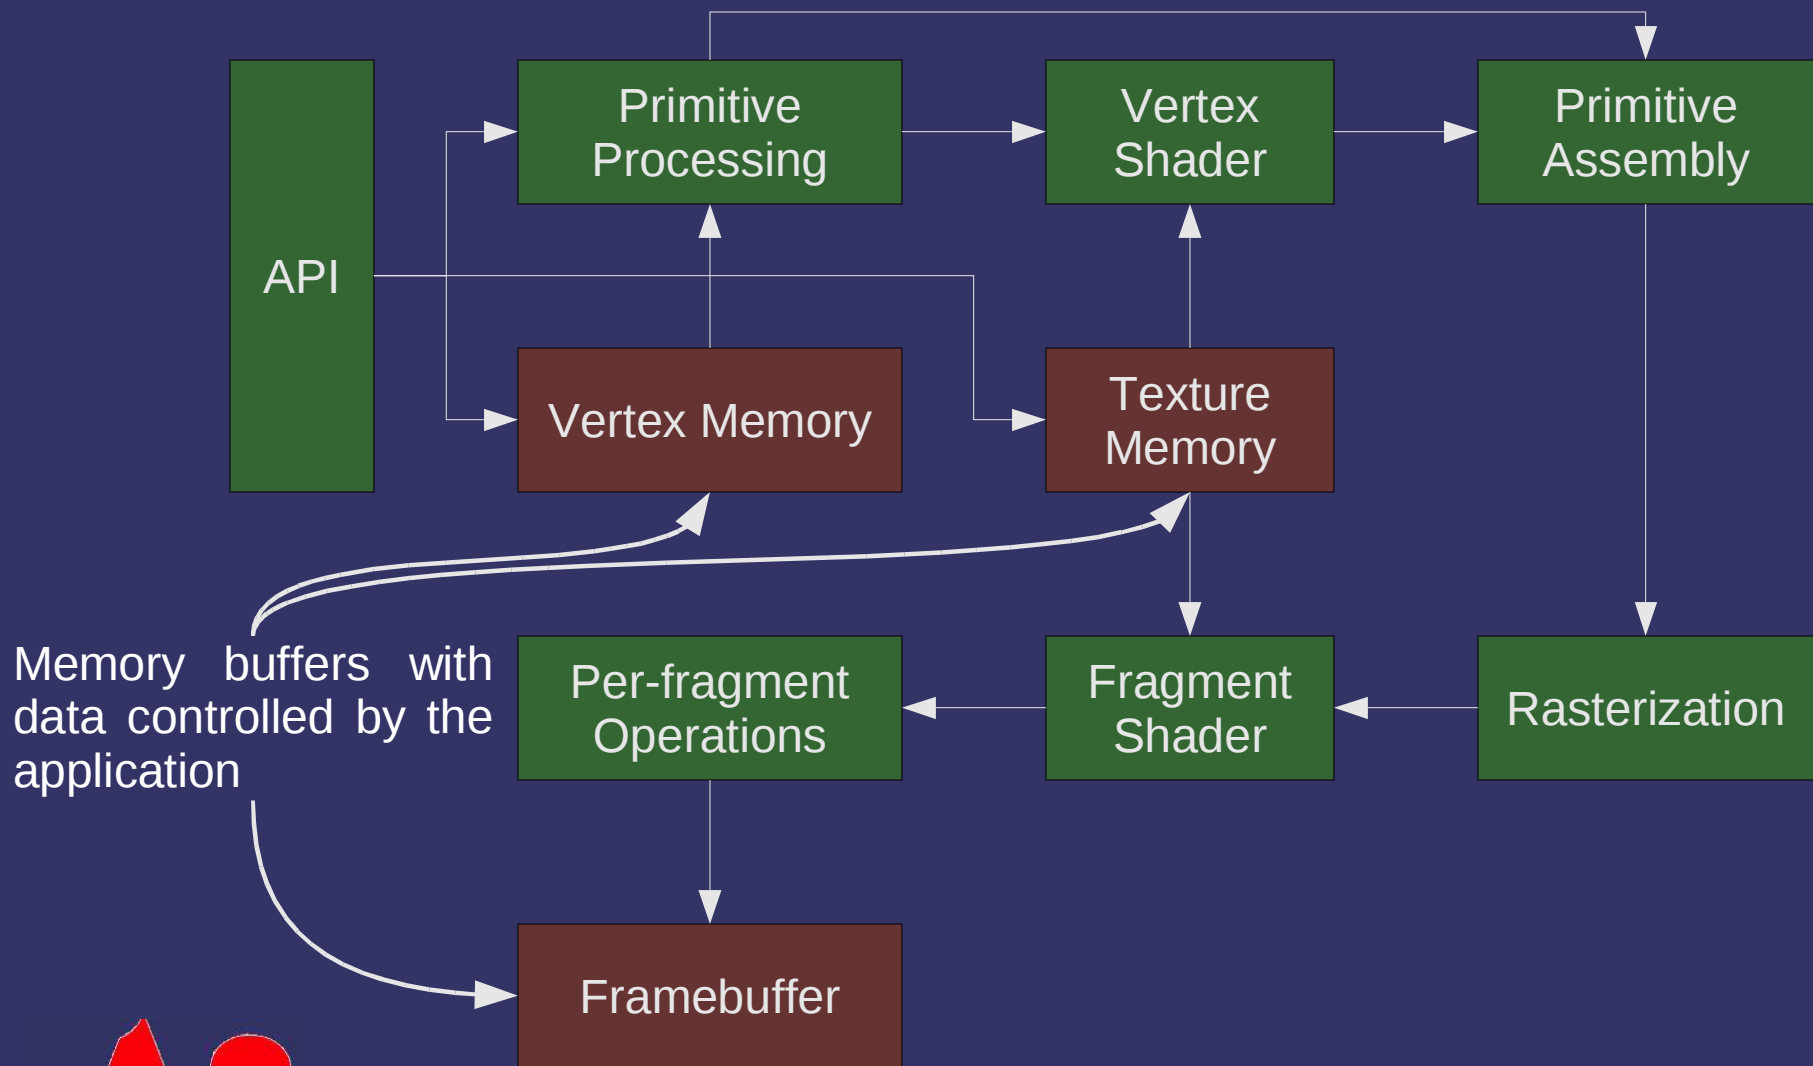 Primitive
Processing
Vertex
Shader
Primitive
Assembly
API
Vertex Memory
Texture
Memory
Memory buffers with
data controlled by the
application
Per-fragment
Operations
Fragment
Shader
Rasterization
Framebuffer